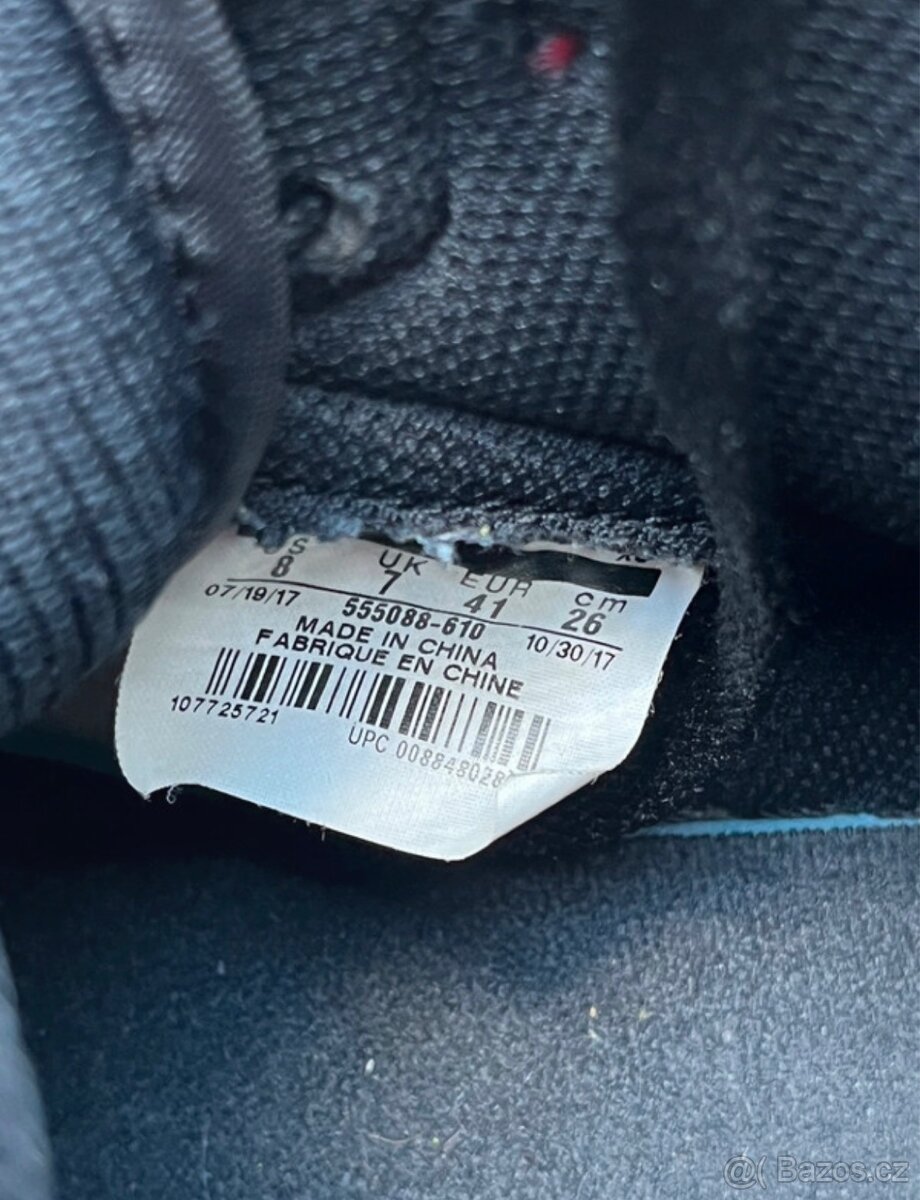 UK EUR cm
8 7 41 26
07/19/17 555088-610 10/30/17
MADE IN CHINA
FABRIQUE EN CHINE
107725721
UPC 008848028
@( Bazos.cz